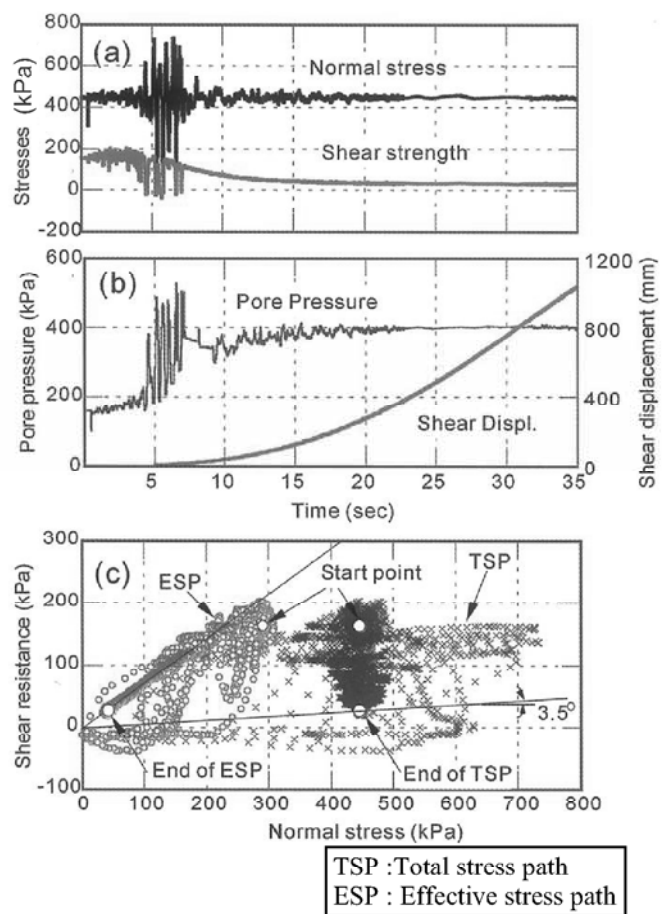 (a)
800
600
400
200
0
-200
Stresses (kPa)
Normal stress
Shear strength
(b)
600
400
200
0
Pore pressure (kPa)
Pore Pressure
Shear Displ.
1200
800
400
0
Shear displacement (mm)
5 10 15 20 25 30 35
Time (sec)
(c)
300
200
100
0
-100
Shear resistance (kPa)
ESP
Start point
TSP
3.5°
End of ESP
End of TSP
0 100 200 300 400 500 600 700 800
Normal stress (kPa)
TSP :Total stress path
ESP : Effective stress path